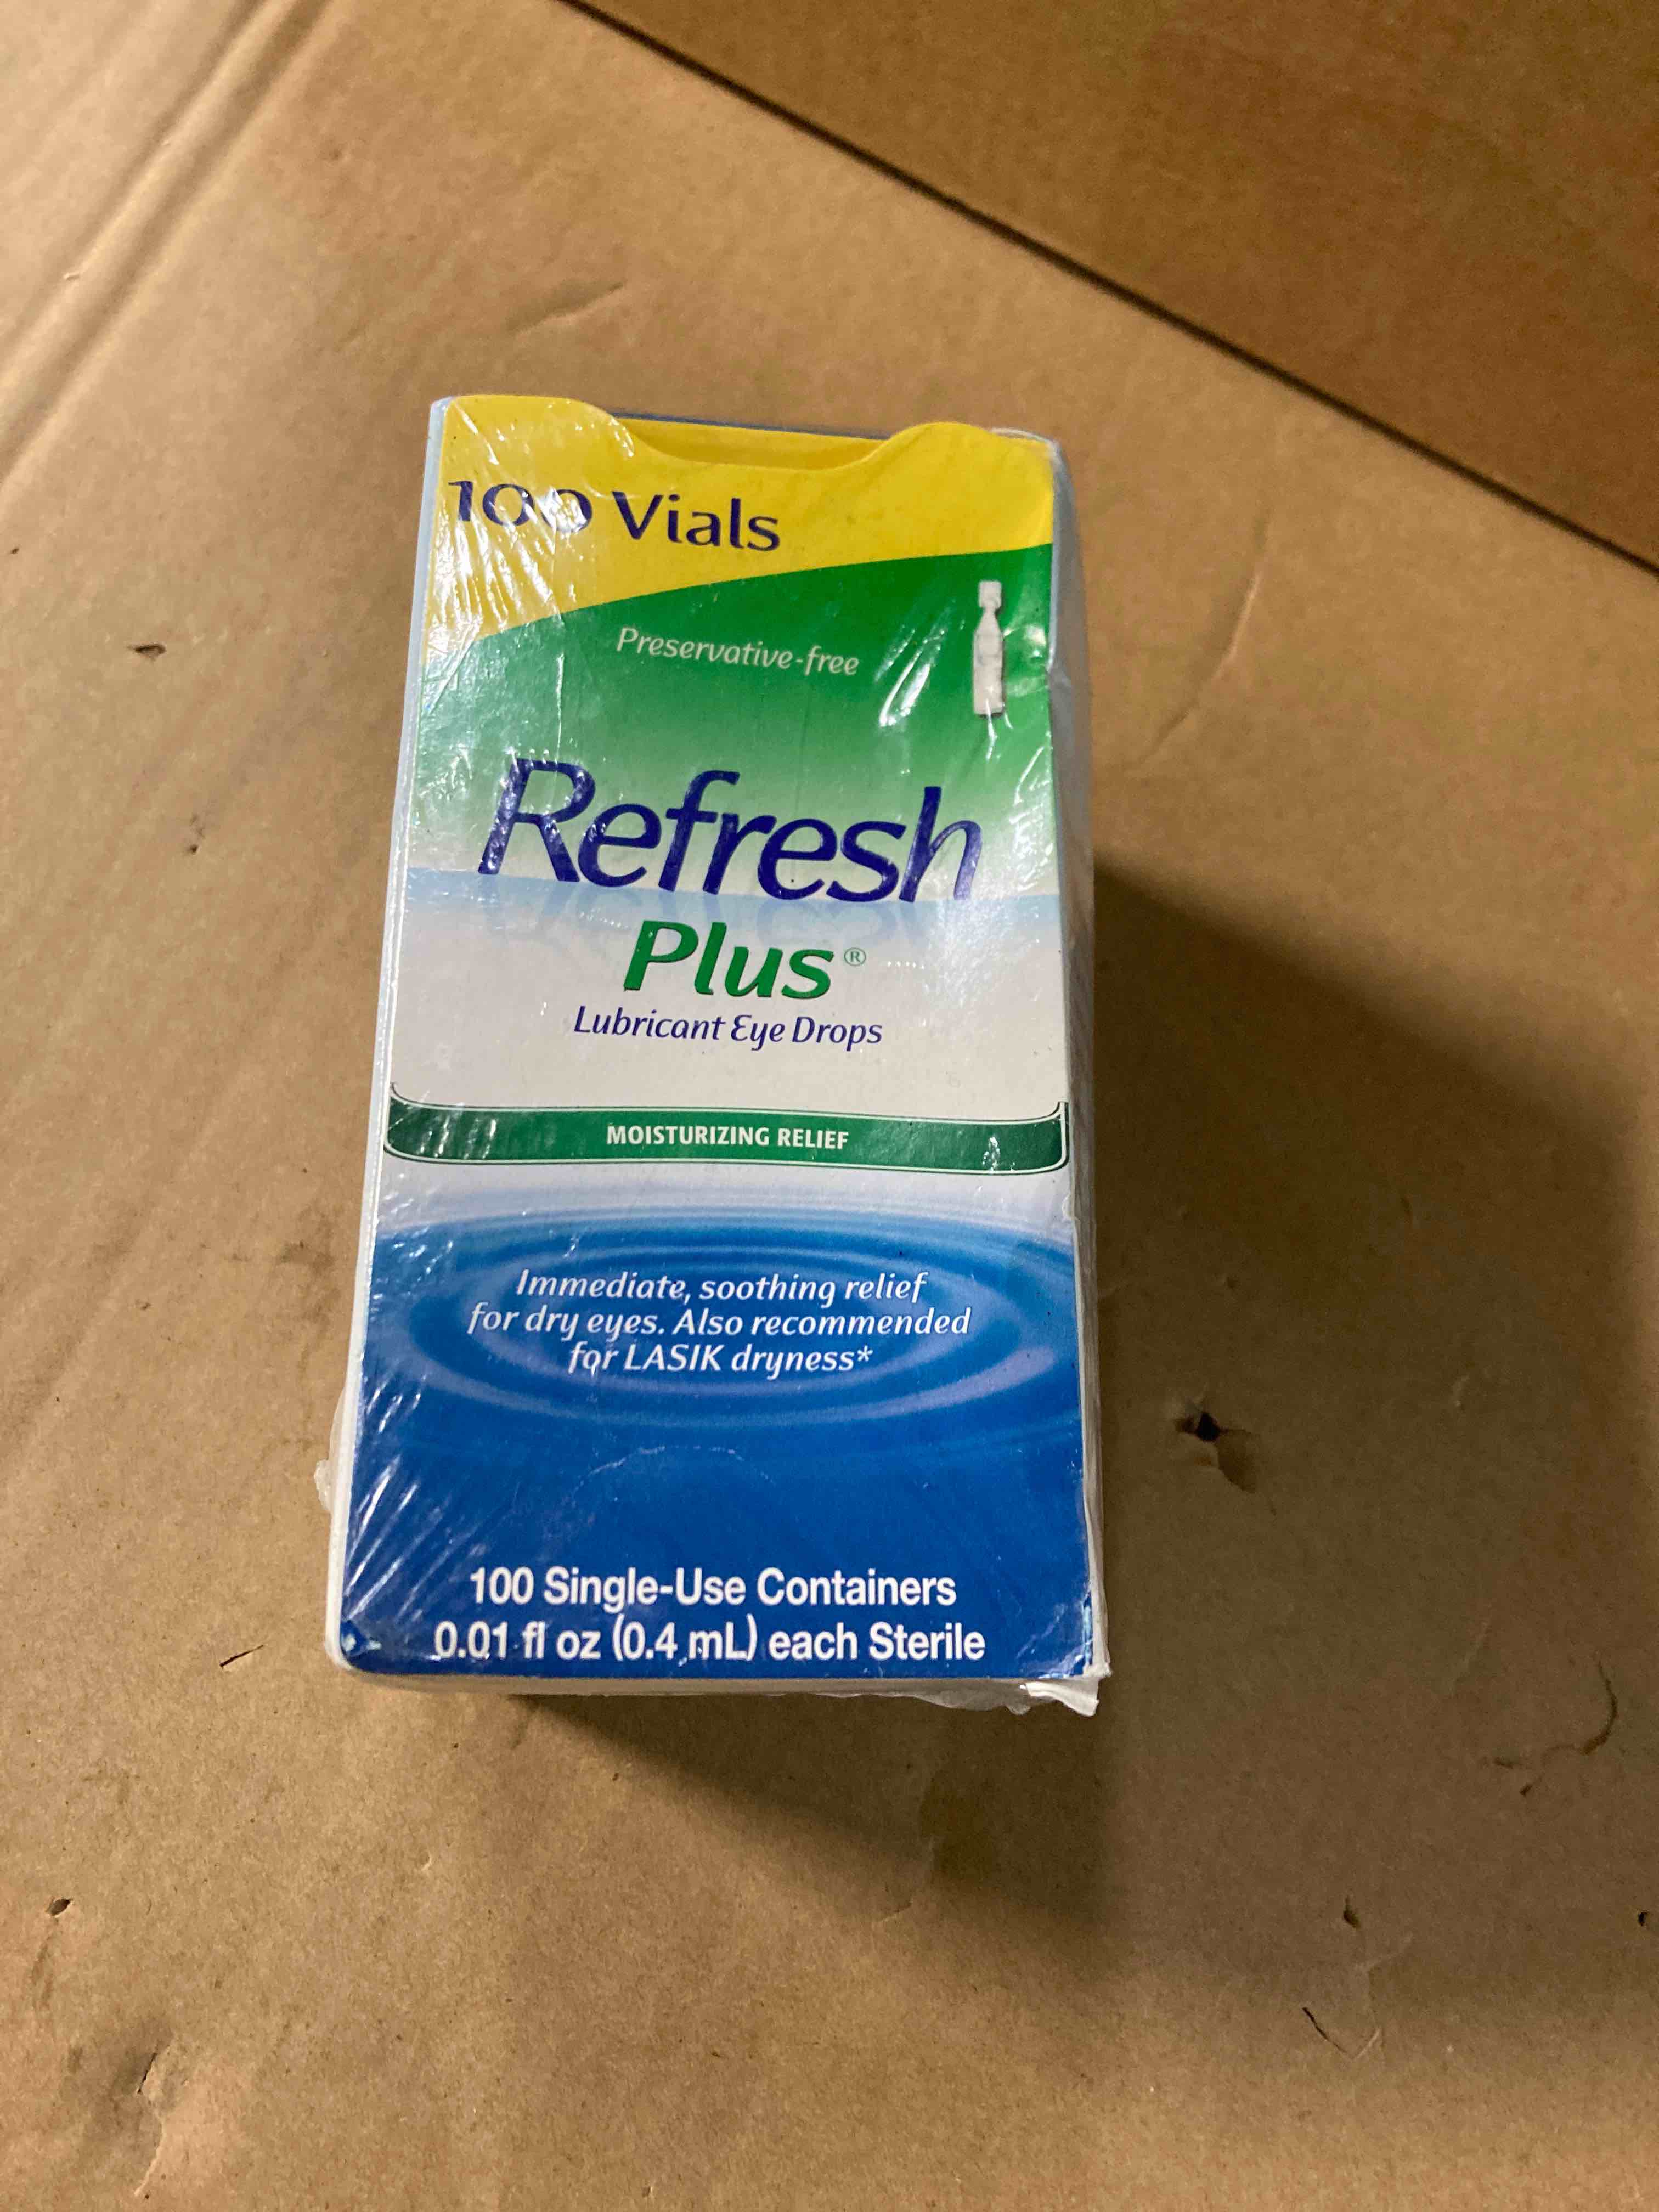 100 Vials
Preservative-free
Refresh
Plus®
Lubricant Eye Drops
MOISTURIZING RELIEF
Immediate, soothing relief
for dry eyes. Also recommended
for LASIK dryness*
100 Single-Use Containers
0.01 fl oz (0.4 mL) each Sterile